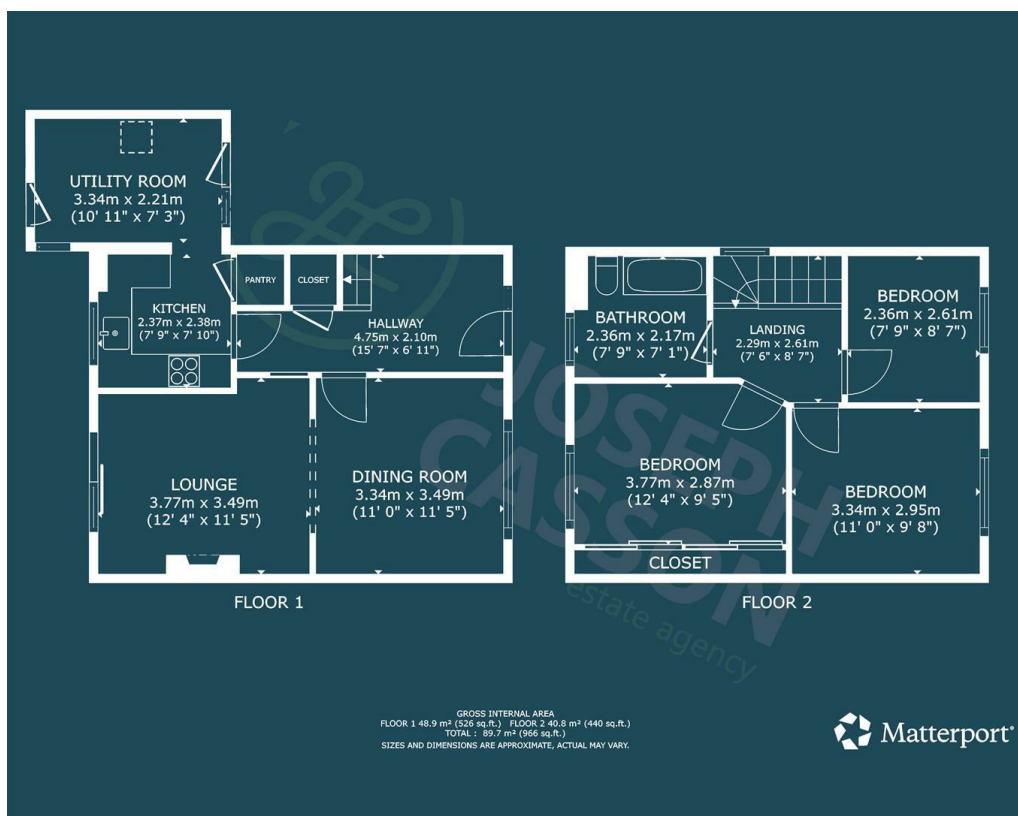 UTILITY ROOM
3.34m x 2.21m
(10' 11" x 7' 3")
KITCHEN
2.37m x 2.38m
(7' 9" x 7' 10")
PANTRY
CLOSET
HALLWAY
4.75m x 2.10m
(15' 7" x 6' 11")
LOUNGE
3.77m x 3.49m
(12' 4" x 11' 5")
DINING ROOM
3.34m x 3.49m
(11' 0" x 11' 5")
FLOOR 1
BATHROOM
2.36m x 2.17m
(7' 9" x 7' 1")
LANDING
2.29m x 2.61m
(7' 6" x 8' 7")
BEDROOM
2.36m x 2.61m
(7' 9" x 8' 7")
BEDROOM
3.77m x 2.87m
(12' 4" x 9' 5")
BEDROOM
3.34m x 2.95m
(11' 0" x 9' 8")
CLOSET
FLOOR 2
JOSEPH
CASSON
estate agency
GROSS INTERNAL AREA
FLOOR 1 48.9 m² (526 sq.ft.) FLOOR 2 40.8 m² (440 sq.ft.)
TOTAL : 89.7 m² (966 sq.ft.)
SIZES AND DIMENSIONS ARE APPROXIMATE, ACTUAL MAY VARY.
Matterport